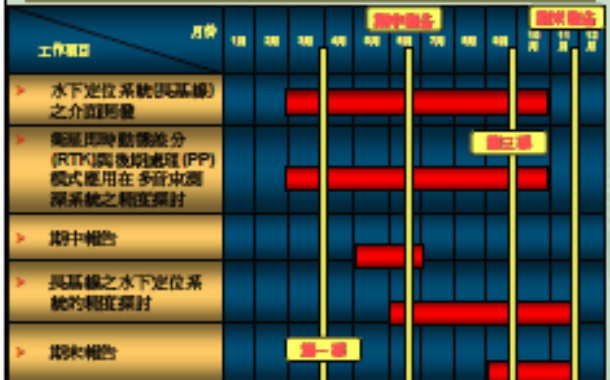 期中報告
期末報告
月份
工作項目
1月 2月 3月 4月 5月 6月 7月 8月 9月 10月 11月 12月
水下定位系統(長基線)
之介面開發
衛星即時動態差分
(RTK)與後期處理(PP)
模式應用在多音束測
深系統之精度探討
第二期
期中報告
長基線之水下定位系
統的精度探討
第一期
期末報告